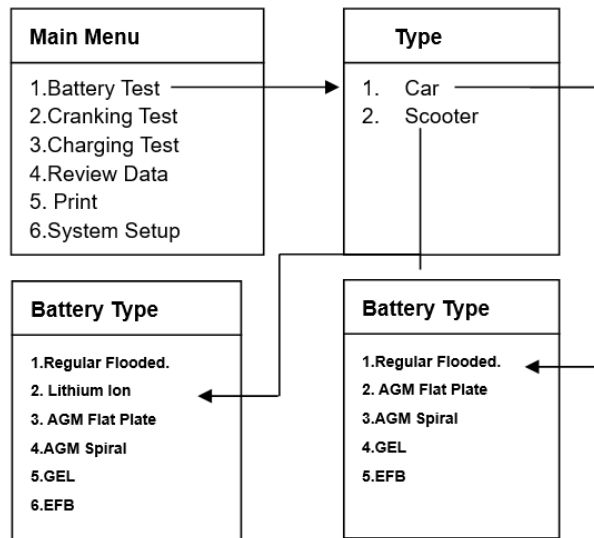 Main Menu
1.Battery Test
2.Cranking Test
3.Charging Test
4.Review Data
5. Print
6.System Setup
Type
1. Car
2. Scooter
Battery Type
1.Regular Flooded.
2. Lithium Ion
3. AGM Flat Plate
4.AGM Spiral
5.GEL
6.EFB
Battery Type
1.Regular Flooded.
2. AGM Flat Plate
3.AGM Spiral
4.GEL
5.EFB